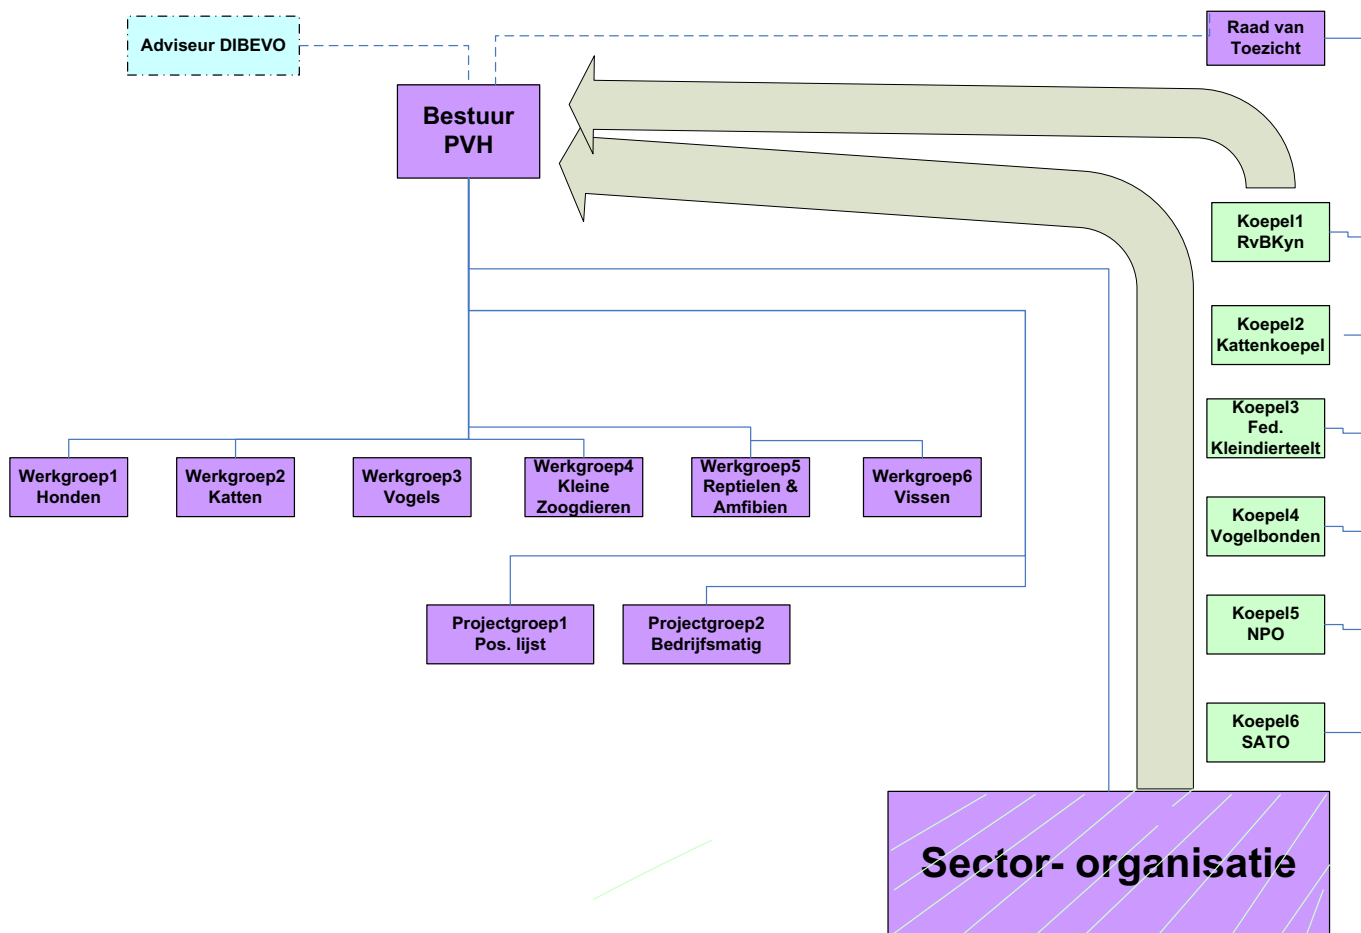 Adviseur DIBEVO
Raad van
Toezicht
Bestuur
PVH
Koepel1
RvBKyn
Koepel2
Kattenkoepel
Koepel3
Fed.
Kleindierteelt
Werkgroep1
Honden
Werkgroep2
Katten
Werkgroep3
Vogels
Werkgroep4
Kleine
Zoogdieren
Werkgroep5
Reptielen &
Amfibien
Werkgroep6
Vissen
Koepel4
Vogelbonden
Projectgroep1
Pos. lijst
Projectgroep2
Bedrijfsmatig
Koepel5
NPO
Koepel6
SATO
Sector- organisatie